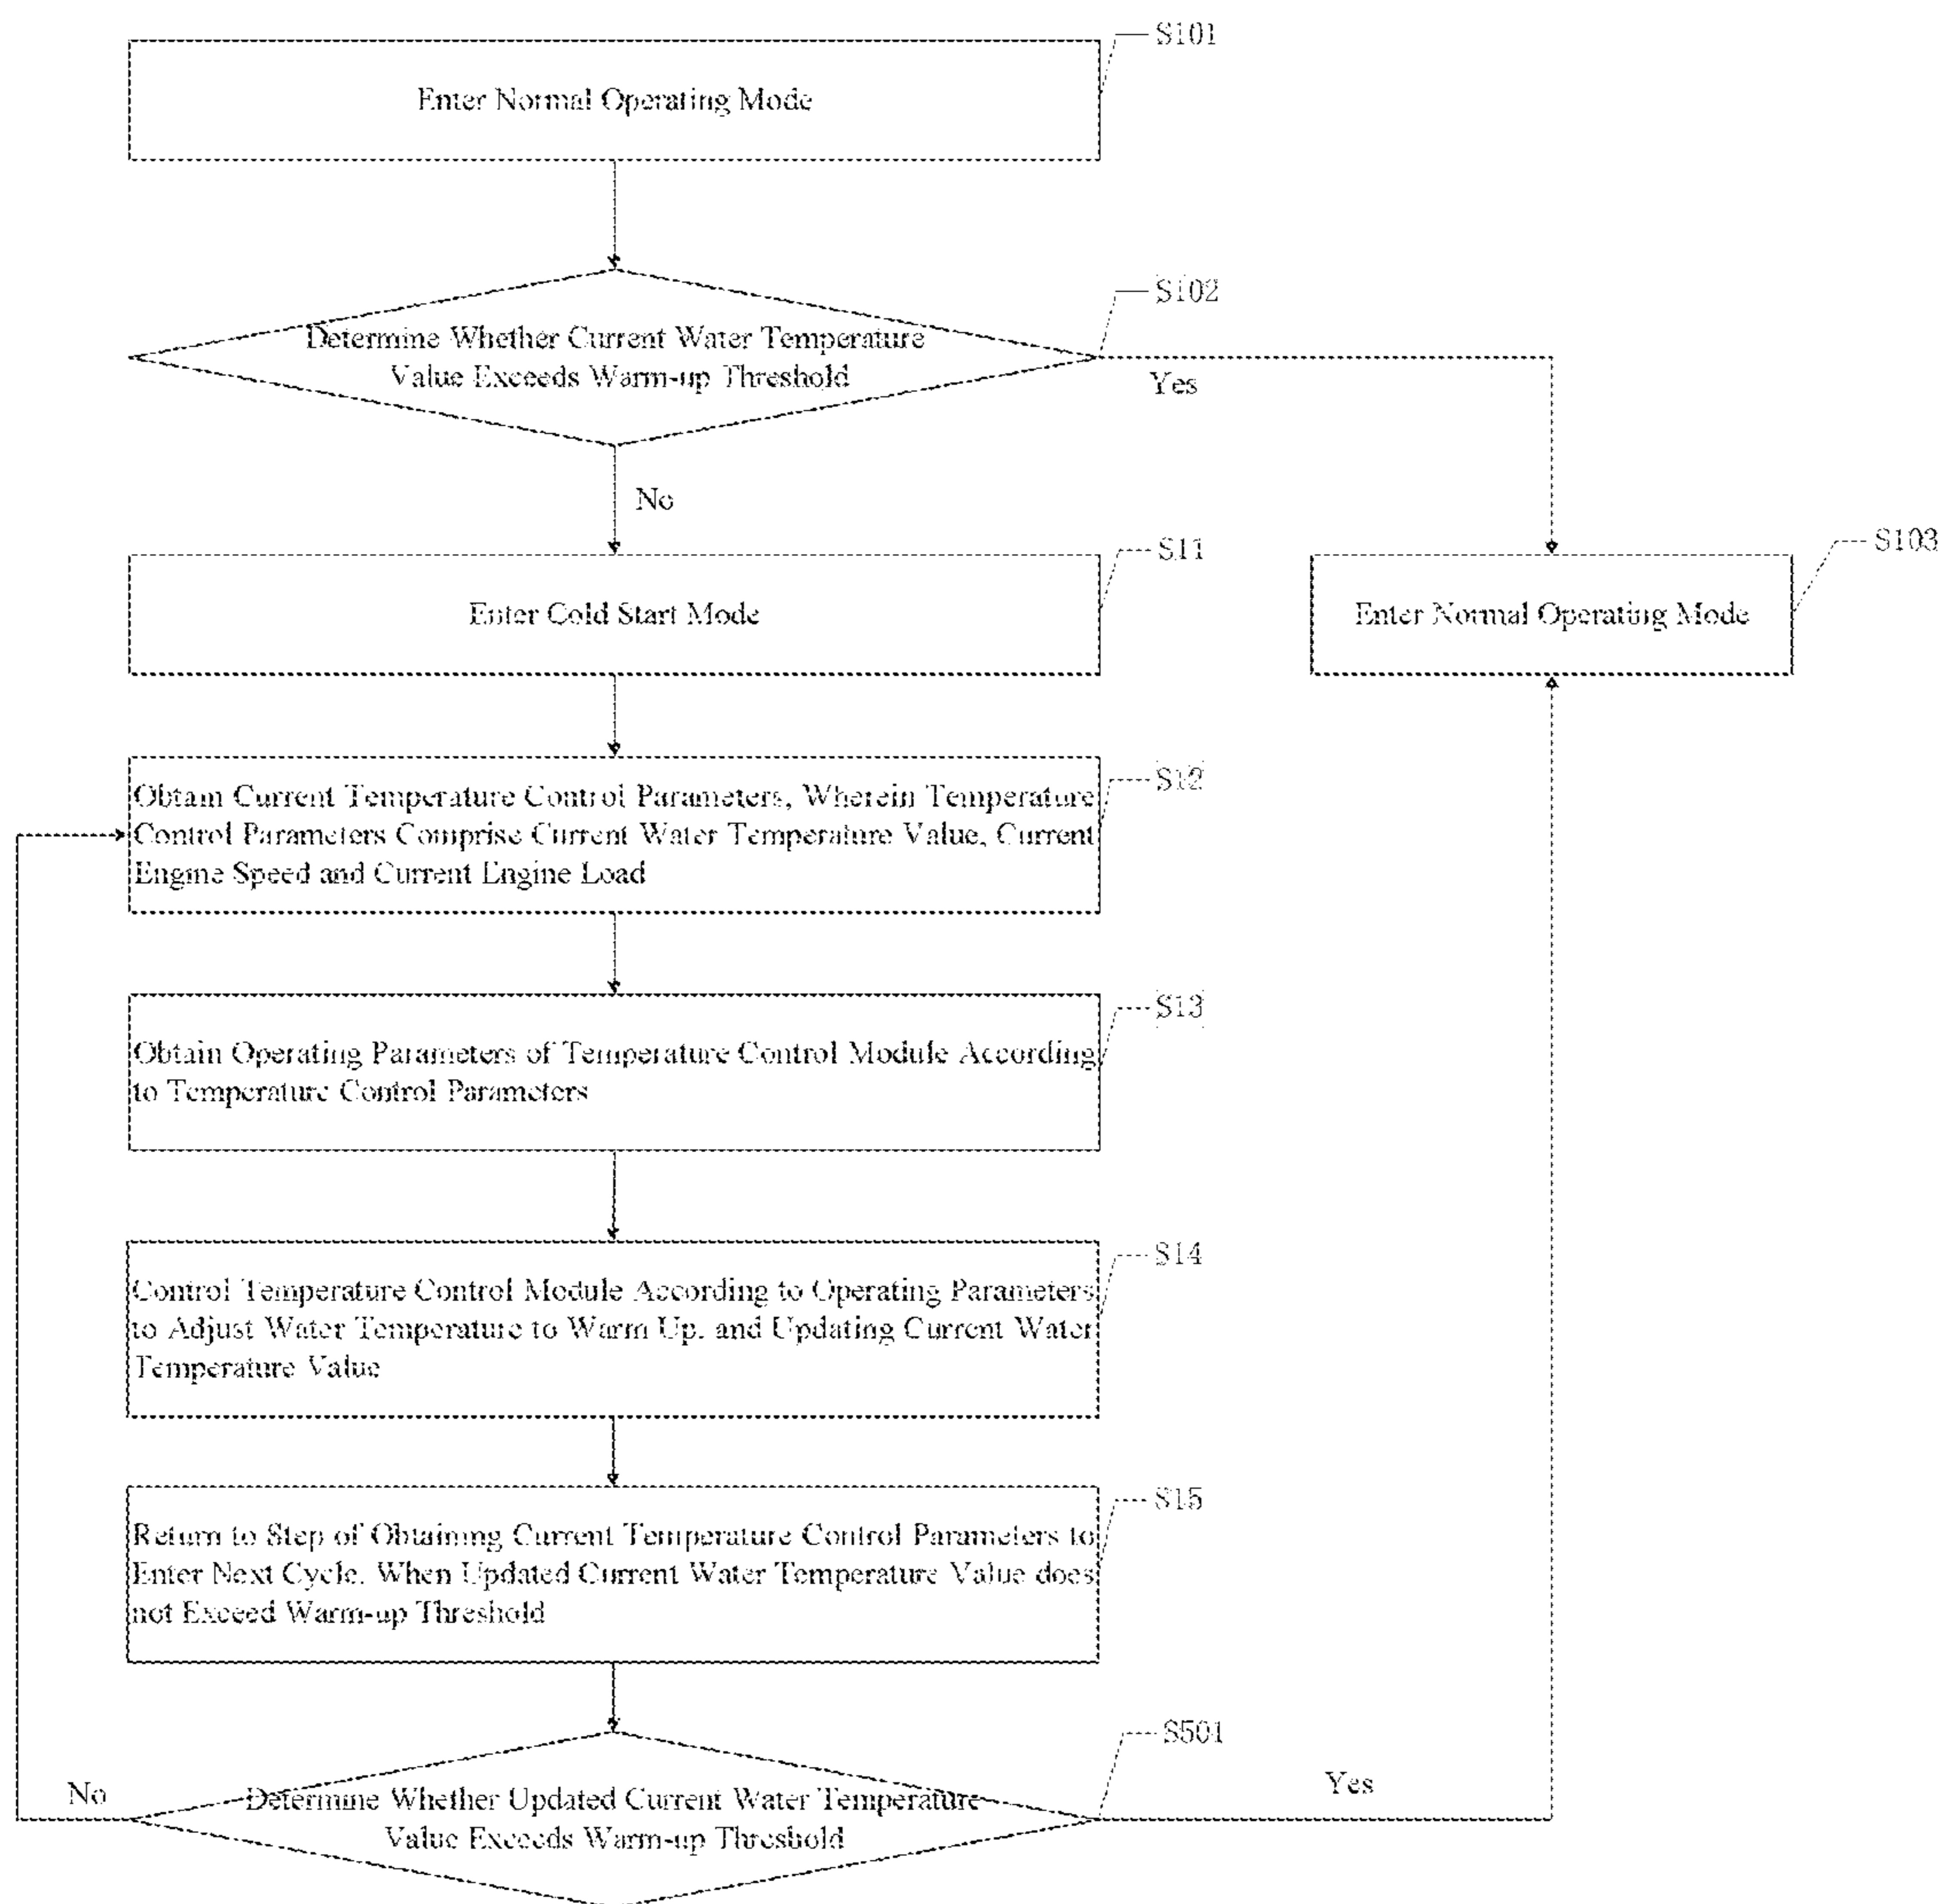 S101
Enter Normal Operating Mode
S102
Determine Whether Current Water Temperature
Value Exceeds Warm-up Threshold
Yes
No
S11
Enter Cold Start Mode
S103
Enter Normal Operating Mode
S12
Obtain Current Temperature Control Parameters, Wherein Temperature
Control Parameters Comprise Current Water Temperature Value, Current
Engine Speed and Current Engine Load
S13
Obtain Operating Parameters of Temperature Control Module According
to Temperature Control Parameters
S14
Control Temperature Control Module According to Operating Parameters
to Adjust Water Temperature to Warm Up, and Updating Current Water
Temperature Value
S15
Return to Step of Obtaining Current Temperature Control Parameters to
Enter Next Cycle, When Updated Current Water Temperature Value does
not Exceed Warm-up Threshold
S501
No
Determine Whether Updated Current Water Temperature
Value Exceeds Warm-up Threshold
Yes